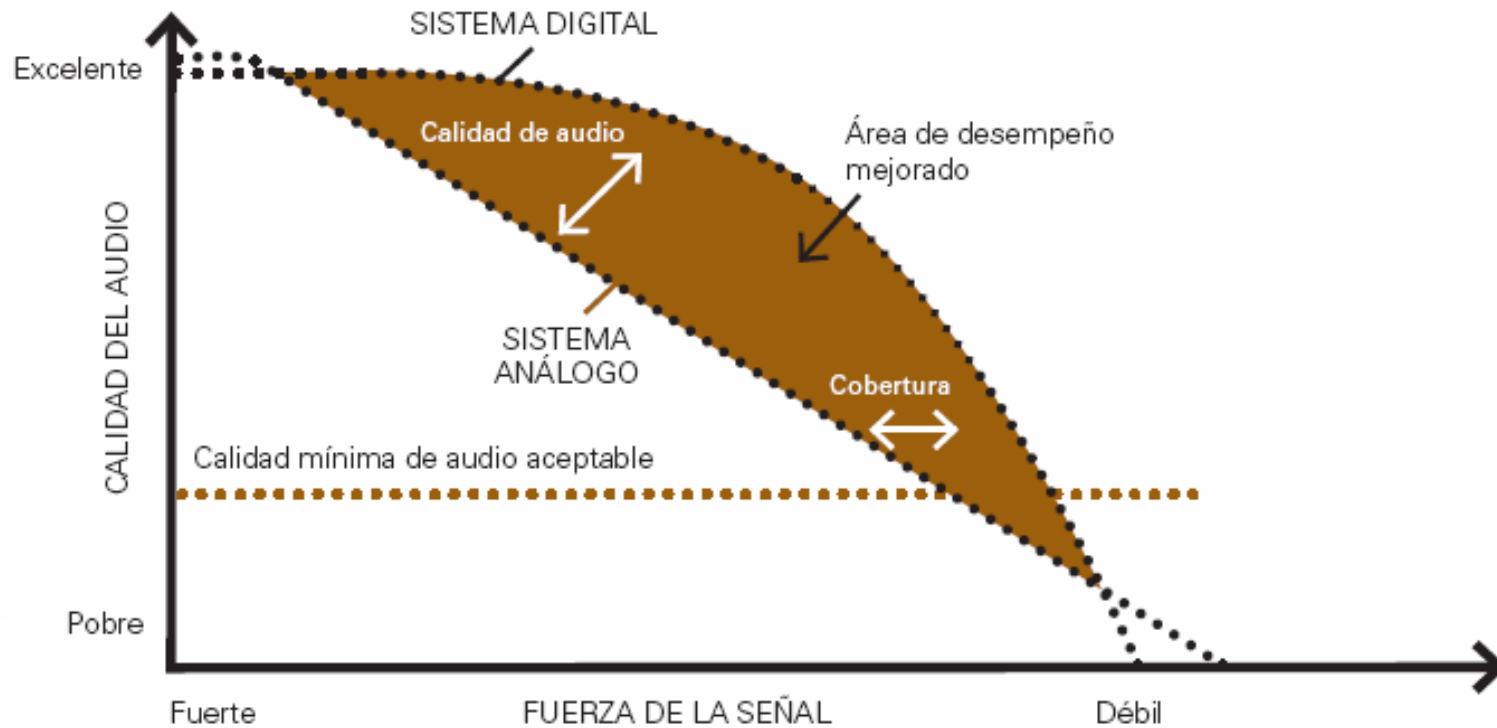 SISTEMA DIGITAL
Excelente
Calidad de audio
Área de desempeño
mejorado
CALIDAD DEL AUDIO
SISTEMA
ANÁLOGO
Cobertura
Calidad mínima de audio aceptable
Pobre
Fuerte
FUERZA DE LA SEÑAL
Débil